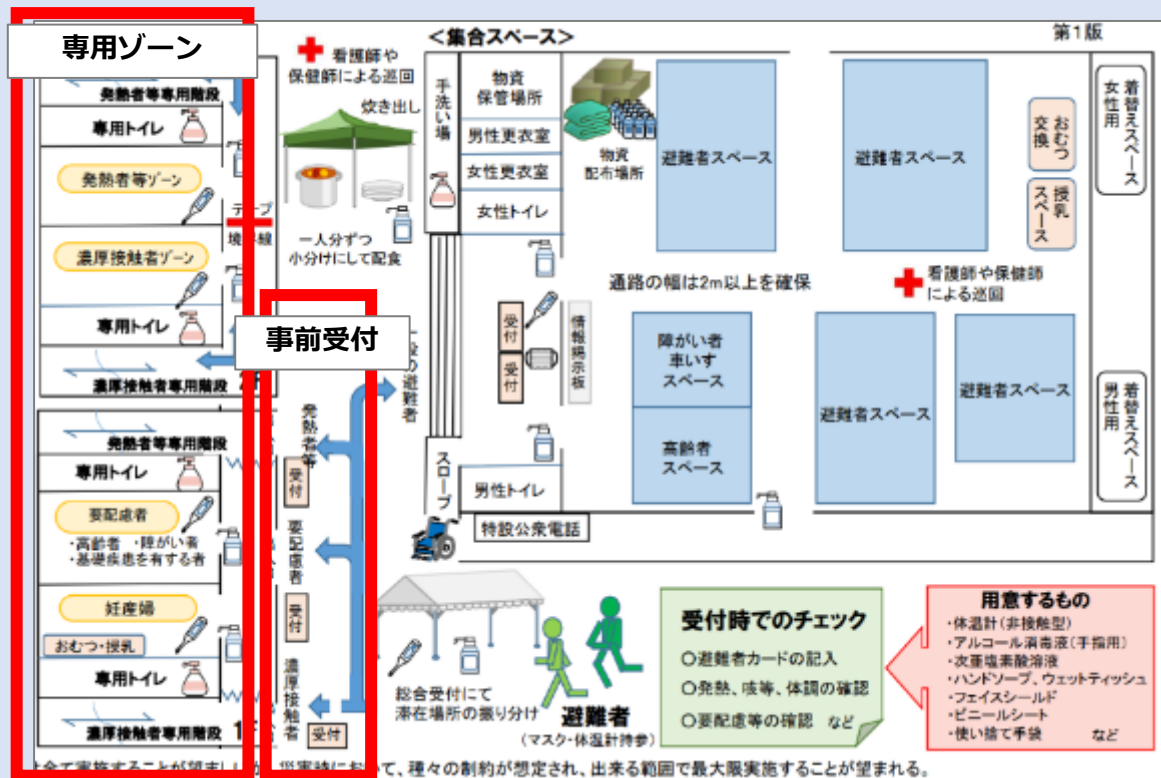 専用ゾーン
発熱者等専用階段
専用トイレ
発熱者等ゾーン
テープ
境界線
濃厚接触者ゾーン
専用トイレ
濃厚接触者専用階段
事前受付
発熱者等専用階段
専用トイレ
要配慮者
・高齢者 ・障がい者
・基礎疾患を有する者
妊産婦
おむつ・授乳
専用トイレ
濃厚接触者専用階段 1F
発熱者等
受付
要配慮者
受付
濃厚接触者
受付
の避難者
看護師や
保健師による巡回
炊き出し
一人分ずつ
小分けにして配食
<集合スペース>
第1版
手洗い場
物資
保管場所
男性更衣室
女性更衣室
女性トイレ
物資
配布場所
避難者スペース
避難者スペース
おむつ
交換
授乳
スペース
女性用
着替えスペース
通路の幅は2m以上を確保
看護師や保健師
による巡回
受付
受付
情報掲示板
障がい者
車いす
スペース
高齢者
スペース
避難者スペース
避難者スペース
男性用
着替えスペース
スロープ
男性トイレ
特設公衆電話
総合受付にて
滞在場所の振り分け
避難者
(マスク・体温計持参)
受付時でのチェック
○避難者カードの記入
○発熱、咳等、体調の確認
○要配慮等の確認 など
用意するもの
・体温計(非接触型)
・アルコール消毒液(手指用)
・次亜塩素酸溶液
・ハンドソープ、ウェットティッシュ
・フェイスシールド
・ビニールシート
・使い捨て手袋 など
全て実施することが望ましいが、災害時において、種々の制約が想定され、出来る範囲で最大限実施することが望まれる。